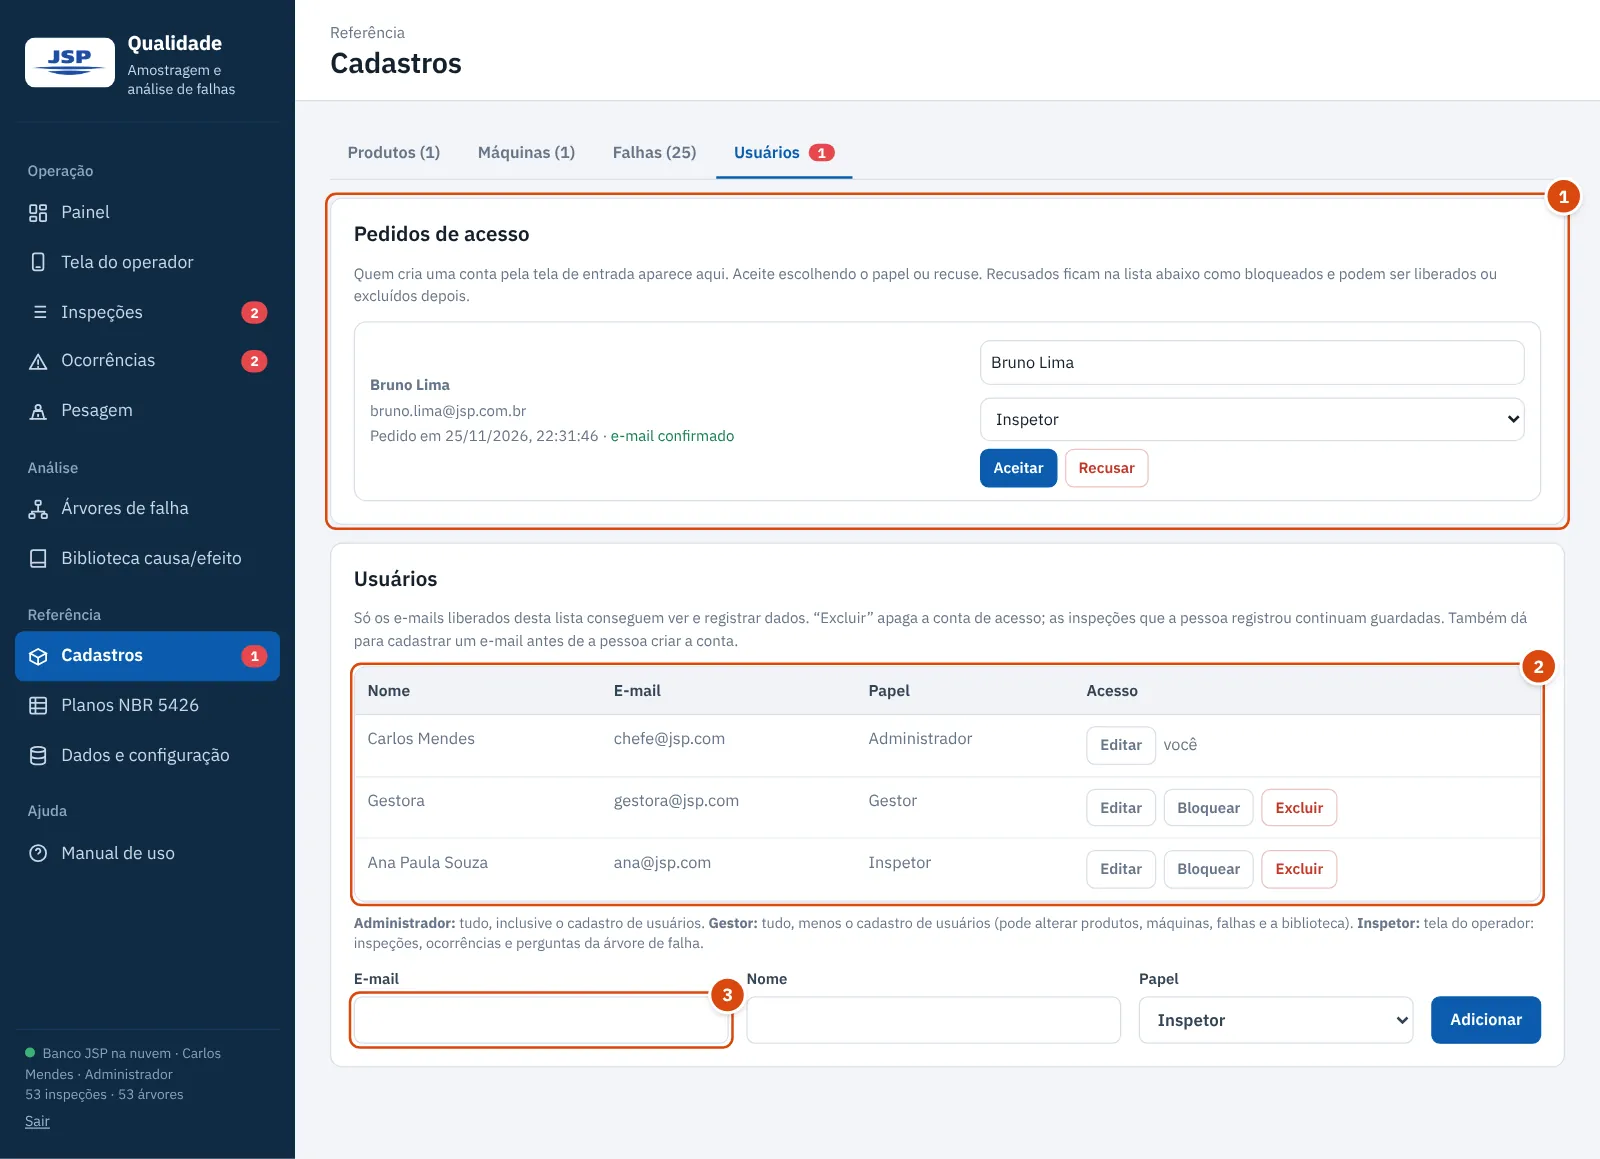 JSP
Qualidade
Amostragem e
análise de falhas
Operação
Painel
Tela do operador
Inspeções 2
Ocorrências 2
Pesagem
Análise
Árvores de falha
Biblioteca causa/efeito
Referência
Cadastros 1
Planos NBR 5426
Dados e configuração
Ajuda
Manual de uso
Banco JSP na nuvem · Carlos
Mendes · Administrador
53 inspeções · 53 árvores
Sair
Referência
Cadastros
Produtos (1) Máquinas (1) Falhas (25) Usuários 1
1
Pedidos de acesso
Quem cria uma conta pela tela de entrada aparece aqui. Aceite escolhendo o papel ou recuse. Recusados ficam na lista abaixo como bloqueados e podem ser liberados ou
excluídos depois.
Bruno Lima
bruno.lima@jsp.com.br
Pedido em 25/11/2026, 22:31:46 · e-mail confirmado
Bruno Lima
Inspetor
Aceitar Recusar
Usuários
Só os e-mails liberados desta lista conseguem ver e registrar dados. “Excluir” apaga a conta de acesso; as inspeções que a pessoa registrou continuam guardadas. Também dá
para cadastrar um e-mail antes de a pessoa criar a conta.
2
Nome E-mail Papel Acesso
Carlos Mendes chefe@jsp.com Administrador Editar você
Gestora gestora@jsp.com Gestor Editar Bloquear Excluir
Ana Paula Souza ana@jsp.com Inspetor Editar Bloquear Excluir
Administrador: tudo, inclusive o cadastro de usuários. Gestor: tudo, menos o cadastro de usuários (pode alterar produtos, máquinas, falhas e a biblioteca). Inspetor: tela do operador:
inspeções, ocorrências e perguntas da árvore de falha.
E-mail Nome Papel
3
Inspetor Adicionar